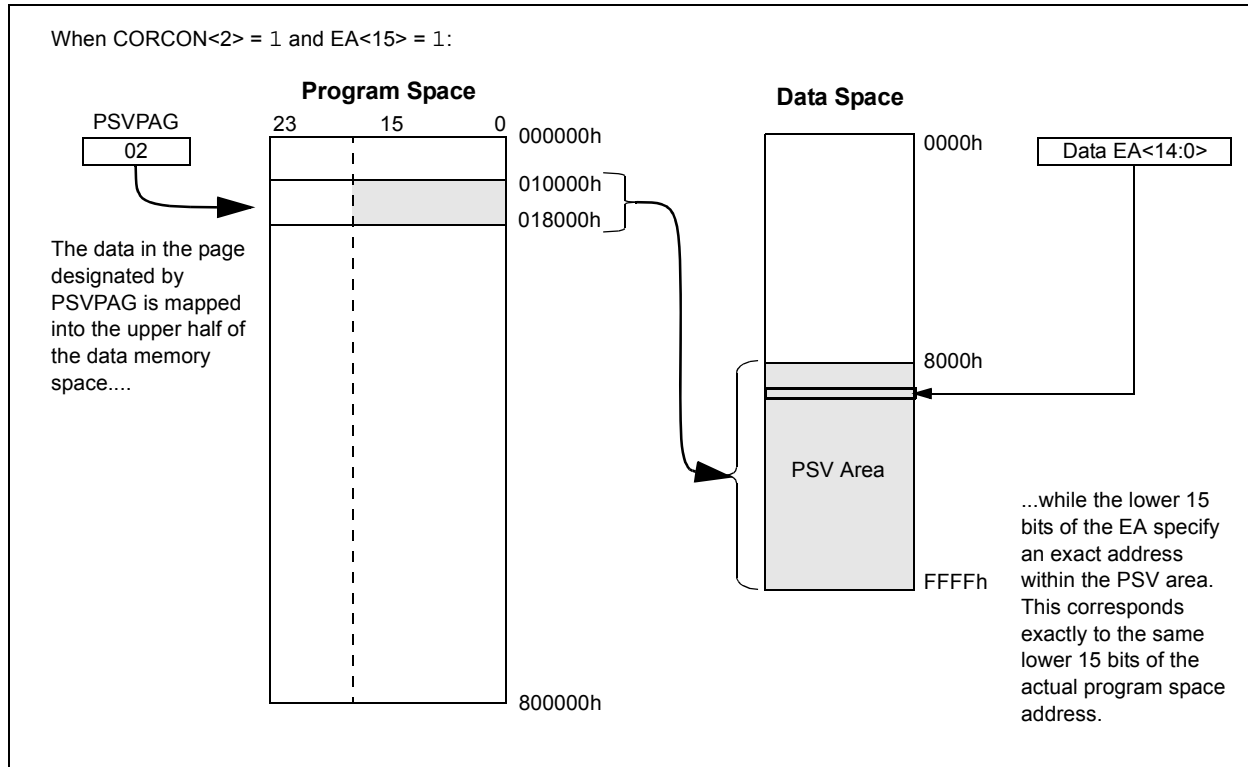 When CORCON<2> = 1 and EA<15> = 1:
Program Space
Data Space
PSVPAG
02
23 15 0
000000h
010000h
018000h
800000h
The data in the page
designated by
PSVPAG is mapped
into the upper half of
the data memory
space....
0000h
8000h
PSV Area
FFFFh
Data EA<14:0>
...while the lower 15
bits of the EA specify
an exact address
within the PSV area.
This corresponds
exactly to the same
lower 15 bits of the
actual program space
address.